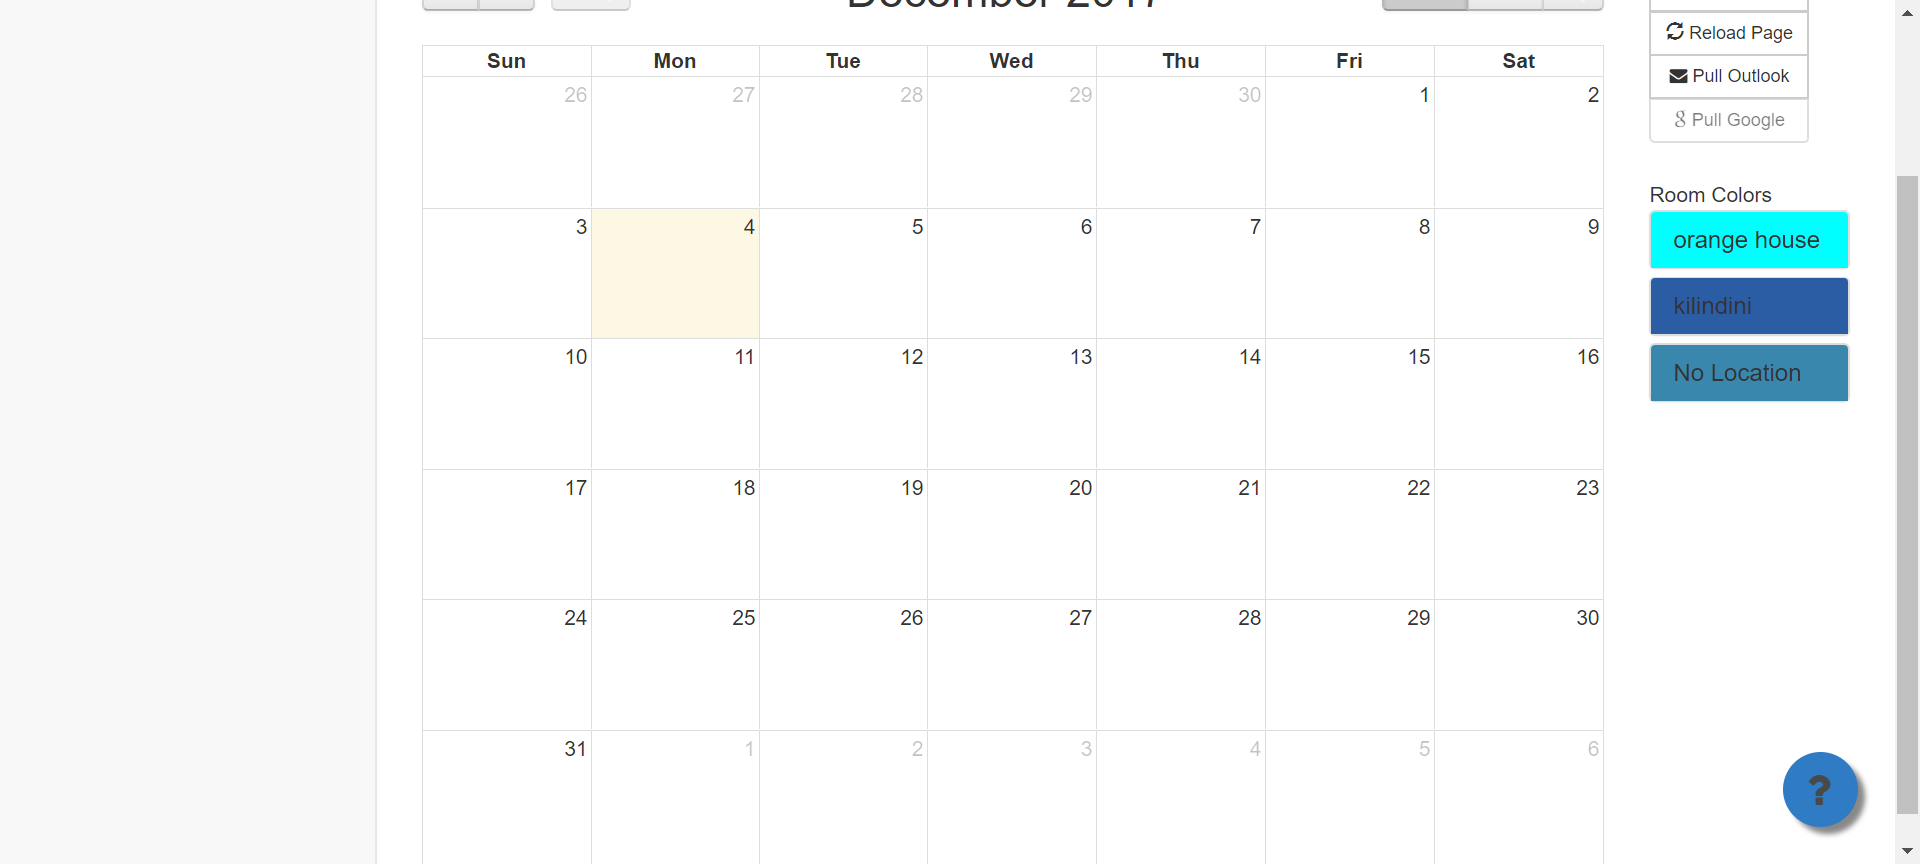 December 2017
Sun Mon Tue Wed Thu Fri Sat
26 27 28 29 30 1 2
3 4 5 6 7 8 9
10 11 12 13 14 15 16
17 18 19 20 21 22 23
24 25 26 27 28 29 30
31 1 2 3 4 5 6
Reload Page
Pull Outlook
Pull Google
Room Colors
orange house
kilindini
No Location
?